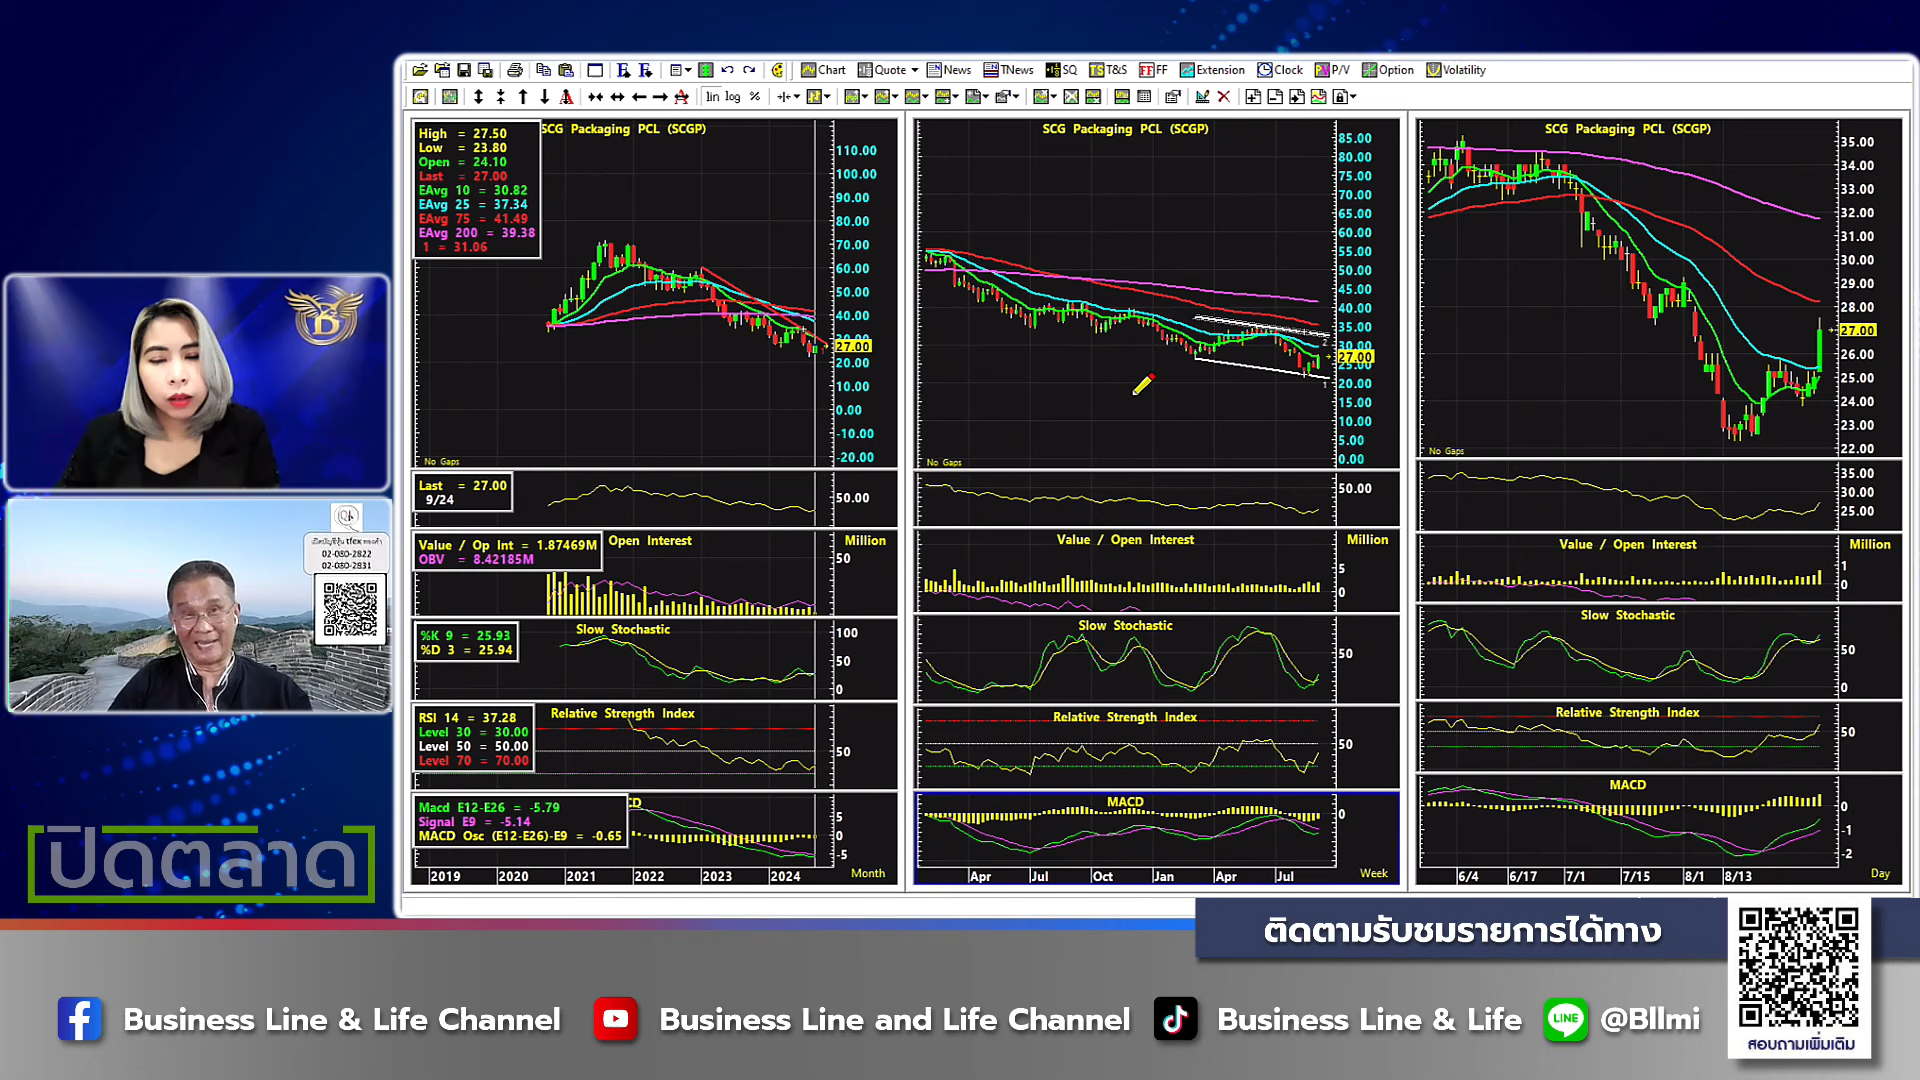 Chart Quote News TNews SQ T&S FF Extension Clock P/V Option Volatility
lin log %
High = 27.50
Low = 23.80
Open = 24.10
Last = 27.00
EAvg 10 = 30.82
EAvg 25 = 37.34
EAvg 75 = 41.49
EAvg 200 = 39.38
1 = 31.06
SCG Packaging PCL (SCGP)
110.00
100.00
90.00
80.00
70.00
60.00
50.00
40.00
27.00
20.00
10.00
0.00
-10.00
-20.00
No Gaps
Last = 27.00
9/24
50.00
Value / Op Int = 1.87469M
OBV = 8.42185M
Open Interest
Million
50
%K 9 = 25.93
%D 3 = 25.94
Slow Stochastic
100
50
0
RSI 14 = 37.28
Level 30 = 30.00
Level 50 = 50.00
Level 70 = 70.00
Relative Strength Index
50
Macd E12-E26 = -5.79
Signal E9 = -5.14
MACD Osc (E12-E26)-E9 = -0.65
5
0
-5
2019 2020 2021 2022 2023 2024 Month
SCG Packaging PCL (SCGP)
85.00
80.00
75.00
70.00
65.00
60.00
55.00
50.00
45.00
40.00
35.00
2
27.00
25.00
20.00
1
15.00
10.00
5.00
0.00
No Gaps
50.00
Value / Open Interest
Million
5
0
Slow Stochastic
50
Relative Strength Index
50
MACD
0
Apr Jul Oct Jan Apr Jul Week
SCG Packaging PCL (SCGP)
35.00
34.00
33.00
32.00
31.00
30.00
29.00
28.00
27.00
26.00
25.00
24.00
23.00
22.00
No Gaps
35.00
30.00
25.00
Value / Open Interest
Million
1
0
Slow Stochastic
50
0
Relative Strength Index
50
MACD
0
-1
-2
6/4 6/17 7/1 7/15 8/1 8/13 Day
02-080-2822
02-080-2831
ปิดตลาด
ติดตามรับชมรายการได้ทาง
Business Line & Life Channel
Business Line and Life Channel
Business Line & Life
LINE
@Bllmi
สอบถามเพิ่มเติม